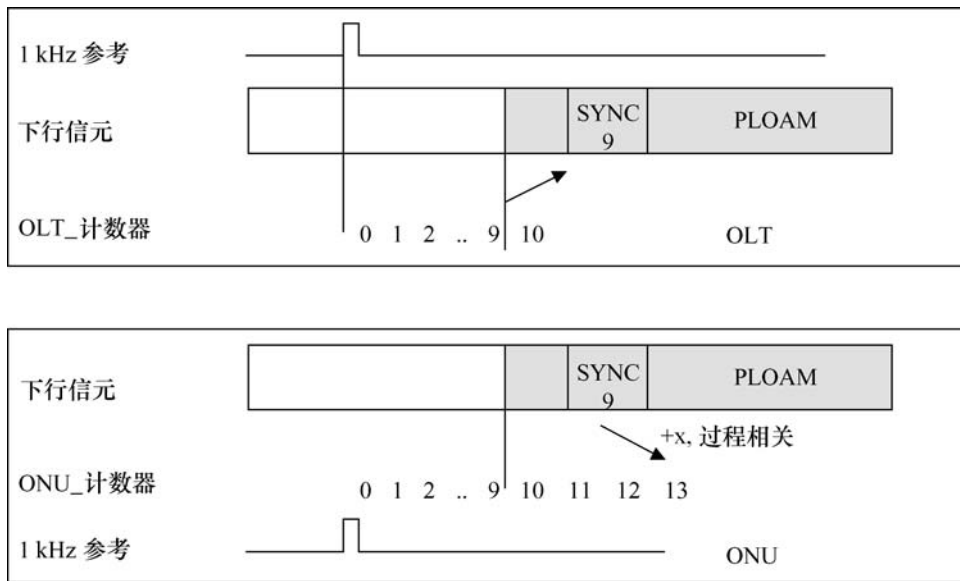 1 kHz 参考
下行信元
SYNC
9
PLOAM
OLT_计数器
0 1 2 .. 9 10
OLT
下行信元
SYNC
9
PLOAM
+x, 过程相关
ONU_计数器
0 1 2 .. 9 10 11 12 13
1 kHz 参考
ONU